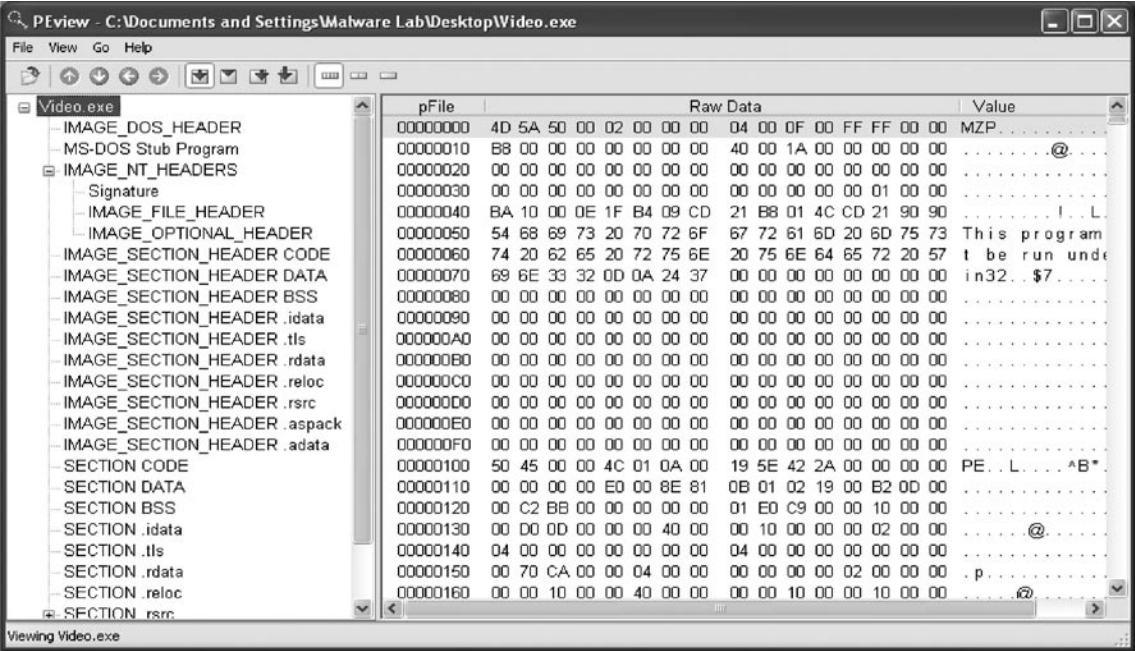 PEview - C:\Documents and Settings\Malware Lab\Desktop\Video.exe
File View Go Help
Video.exe
IMAGE_DOS_HEADER
MS-DOS Stub Program
IMAGE_NT_HEADERS
Signature
IMAGE_FILE_HEADER
IMAGE_OPTIONAL_HEADER
IMAGE_SECTION_HEADER CODE
IMAGE_SECTION_HEADER DATA
IMAGE_SECTION_HEADER BSS
IMAGE_SECTION_HEADER .idata
IMAGE_SECTION_HEADER .tls
IMAGE_SECTION_HEADER .rdata
IMAGE_SECTION_HEADER .reloc
IMAGE_SECTION_HEADER .rsrc
IMAGE_SECTION_HEADER .aspack
IMAGE_SECTION_HEADER .adata
SECTION CODE
SECTION DATA
SECTION BSS
SECTION .idata
SECTION .tls
SECTION .rdata
SECTION .reloc
SECTION .rsrc
pFile Raw Data Value
00000000 4D 5A 50 00 02 00 00 00 04 00 0F 00 FF FF 00 00 MZP.............
00000010 B8 00 00 00 00 00 00 00 40 00 1A 00 00 00 00 00 ........@....
00000020 00 00 00 00 00 00 00 00 00 00 00 00 00 00 00 00 .............
00000030 00 00 00 00 00 00 00 00 00 00 00 00 00 01 00 00 .............
00000040 BA 10 00 0E 1F B4 09 CD 21 B8 01 4C CD 21 90 90 ........!..L
00000050 54 68 69 73 20 70 72 6F 67 72 61 6D 20 6D 75 73 This program
00000060 74 20 62 65 20 72 75 6E 20 75 6E 64 65 72 20 57 t be run unde
00000070 69 6E 33 32 0D 0A 24 37 00 00 00 00 00 00 00 00 in32..$7.....
00000080 00 00 00 00 00 00 00 00 00 00 00 00 00 00 00 00 .............
00000090 00 00 00 00 00 00 00 00 00 00 00 00 00 00 00 00 .............
000000A0 00 00 00 00 00 00 00 00 00 00 00 00 00 00 00 00 .............
000000B0 00 00 00 00 00 00 00 00 00 00 00 00 00 00 00 00 .............
000000C0 00 00 00 00 00 00 00 00 00 00 00 00 00 00 00 00 .............
000000D0 00 00 00 00 00 00 00 00 00 00 00 00 00 00 00 00 .............
000000E0 00 00 00 00 00 00 00 00 00 00 00 00 00 00 00 00 .............
000000F0 00 00 00 00 00 00 00 00 00 00 00 00 00 00 00 00 .............
00000100 50 45 00 00 4C 01 0A 00 19 5E 42 2A 00 00 00 00 PE..L....^B*.
00000110 00 00 00 00 E0 00 8E 81 0B 01 02 19 00 B2 0D 00 .............
00000120 00 C2 BB 00 00 00 00 00 01 E0 C9 00 00 10 00 00 .............
00000130 00 D0 0D 00 00 00 40 00 00 10 00 00 00 02 00 00 ......@......
00000140 04 00 00 00 00 00 00 00 04 00 00 00 00 00 00 00 .............
00000150 00 70 CA 00 00 04 00 00 00 00 00 00 02 00 00 00 .p...........
00000160 00 00 10 00 00 40 00 00 00 00 10 00 00 10 00 00 .....@.......
Viewing Video.exe